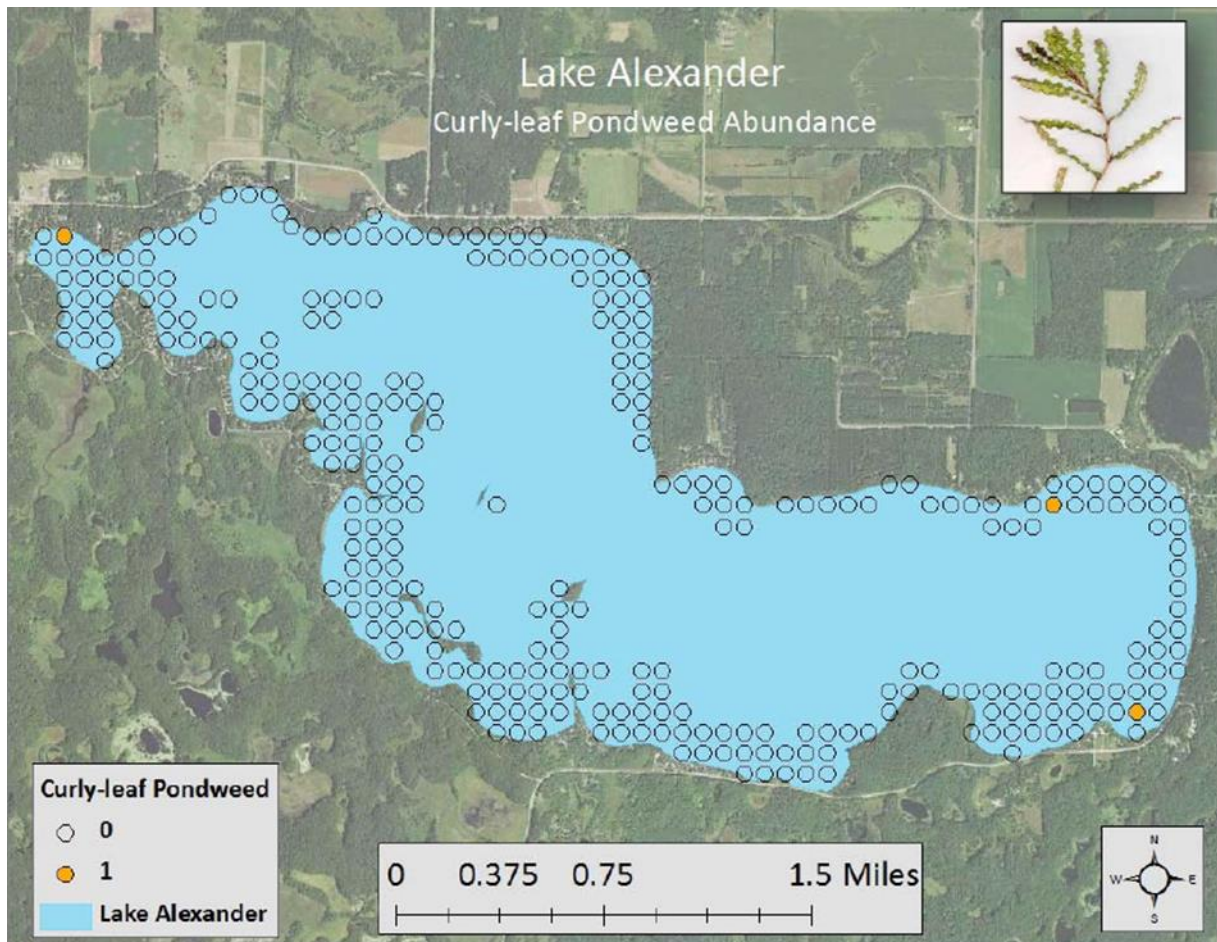 Lake Alexander
Curly-leaf Pondweed Abundance
Curly-leaf Pondweed
0
1
Lake Alexander
0 0.375 0.75 1.5 Miles
N
W E
S